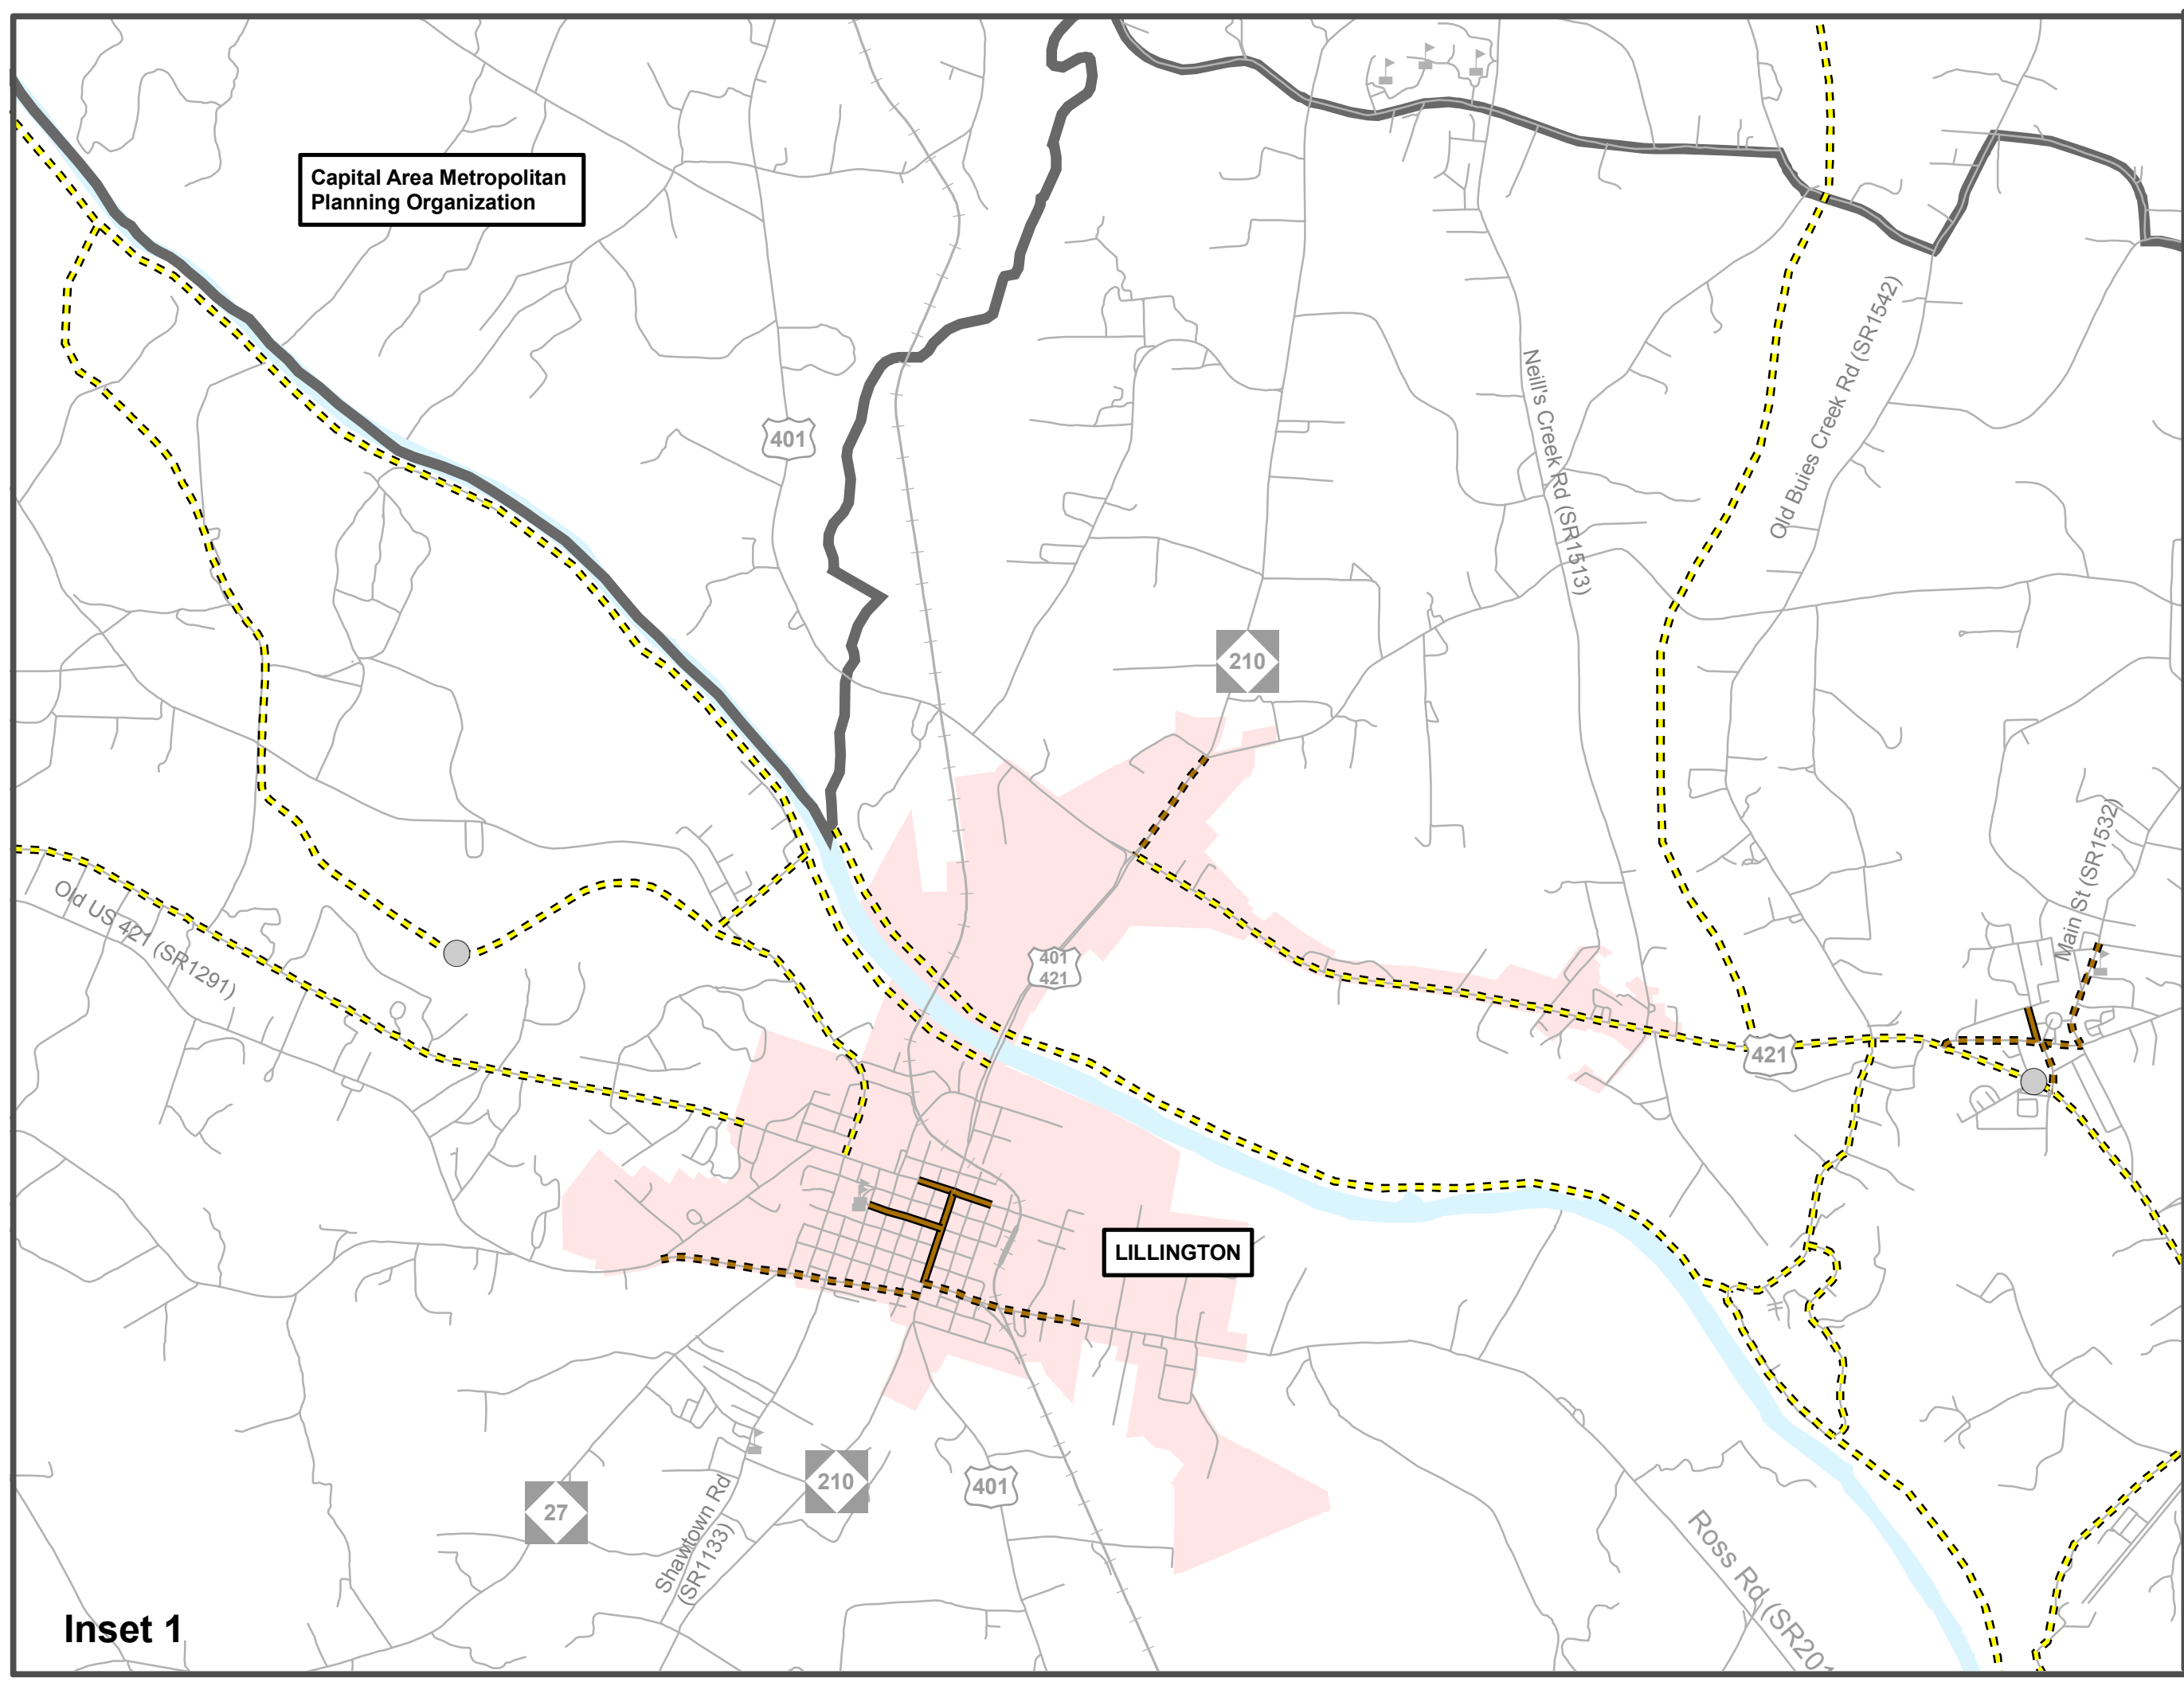 Capital Area Metropolitan
Planning Organization
401
Neill's Creek Rd (SR1513)
Old Buies Creek Rd (SR1542)
210
Main St (SR1532)
Old US 421 (SR1291)
401
421
421
LILLINGTON
27
Shawtown Rd
(SR1133)
210
401
Ross Rd (SR201
Inset 1